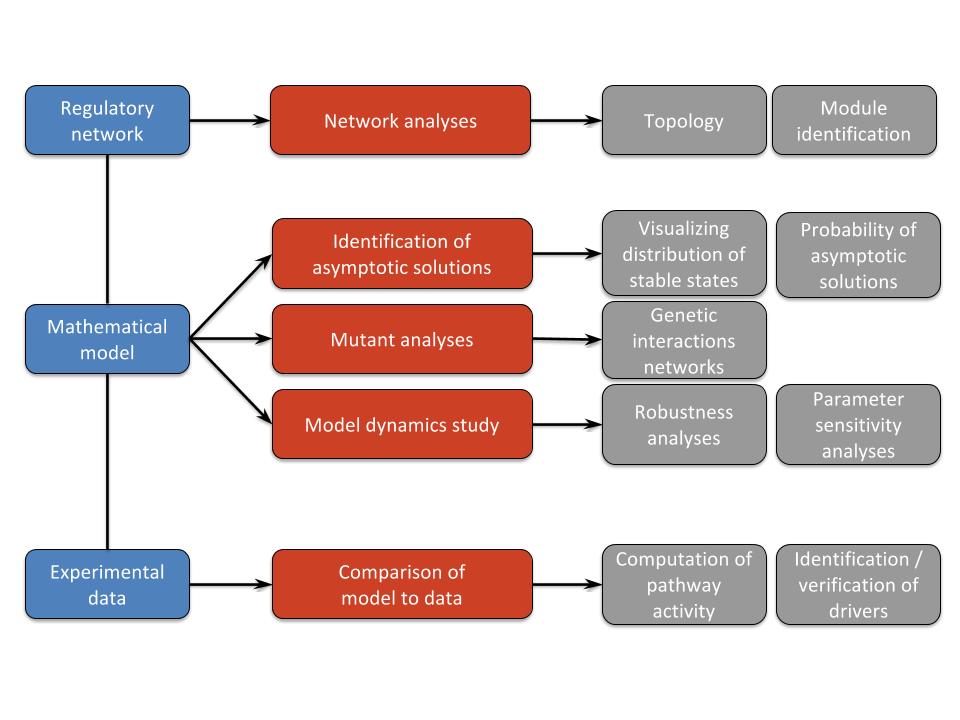 Regulatory
network
Network analyses
Topology
Module
identification
Identification of
asymptotic solutions
Visualizing
distribution of
stable states
Probability of
asymptotic
solutions
Mathematical
model
Mutant analyses
Genetic
interactions
networks
Model dynamics study
Robustness
analyses
Parameter
sensitivity
analyses
Experimental
data
Comparison of
model to data
Computation of
pathway
activity
Identification /
verification of
drivers